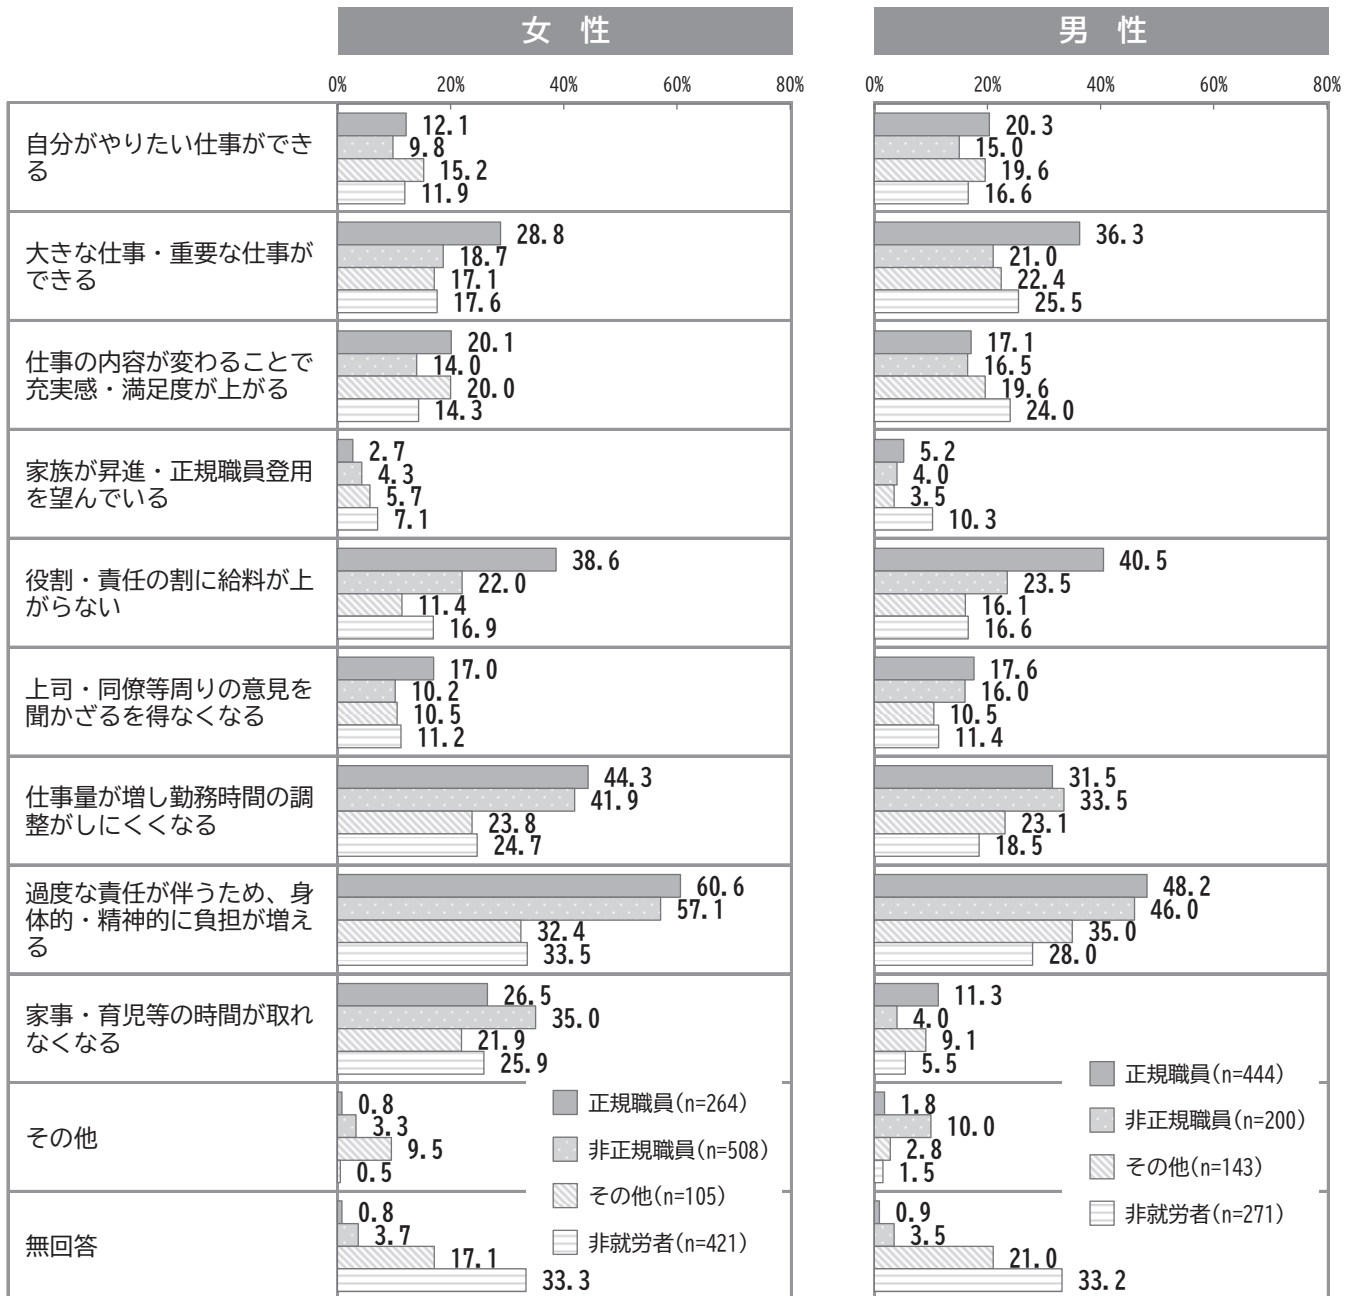 女 性
男 性
0% 20% 40% 60% 80%
0% 20% 40% 60% 80%
自分がやりたい仕事ができ
る
12.1
9.8
15.2
11.9
20.3
15.0
19.6
16.6
大きな仕事・重要な仕事が
できる
28.8
18.7
17.1
17.6
36.3
21.0
22.4
25.5
仕事の内容が変わることで
充実感・満足度が上がる
20.1
14.0
20.0
14.3
17.1
16.5
19.6
24.0
家族が昇進・正規職員登用
を望んでいる
2.7
4.3
5.7
7.1
5.2
4.0
3.5
10.3
役割・責任の割に給料が上
がらない
38.6
22.0
11.4
16.9
40.5
23.5
16.1
16.6
上司・同僚等周りの意見を
聞かざるを得なくなる
17.0
10.2
10.5
11.2
17.6
16.0
10.5
11.4
仕事量が増し勤務時間の調
整がしにくくなる
44.3
41.9
23.8
24.7
31.5
33.5
23.1
18.5
過度な責任が伴うため、身
体的・精神的に負担が増え
る
60.6
57.1
32.4
33.5
48.2
46.0
35.0
28.0
家事・育児等の時間が取れ
なくなる
26.5
35.0
21.9
25.9
11.3
4.0
9.1
5.5
その他
0.8
3.3
9.5
0.5
1.8
10.0
2.8
1.5
無回答
0.8
3.7
17.1
33.3
0.9
3.5
21.0
33.2
正規職員(n=264)
非正規職員(n=508)
その他(n=105)
非就労者(n=421)
正規職員(n=444)
非正規職員(n=200)
その他(n=143)
非就労者(n=271)